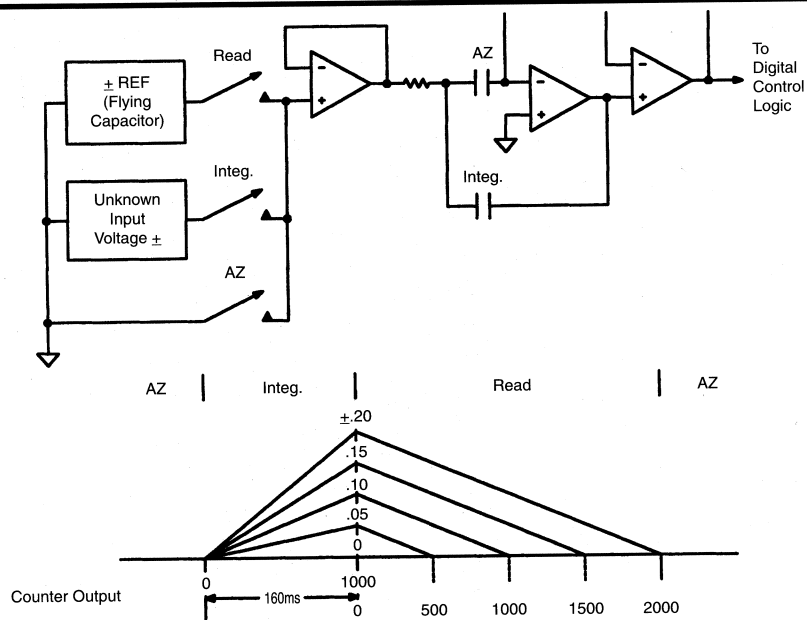 Read
± REF
(Flying
Capacitor)
AZ
To
Digital
Control
Logic
Integ.
Unknown
Input
Voltage ±
Integ.
AZ
AZ
Integ.
Read
AZ
±.20
.15
.10
.05
0
Counter Output
0
1000
160ms
0
500
1000
1500
2000